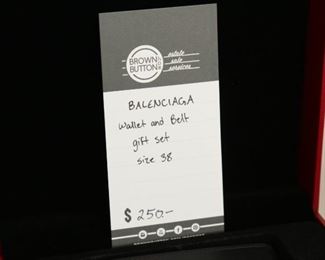 BROWN
BUTTON
estate
sale
services
BALENCIAGA
Wallet and Belt
gift set
size 38
$ 250.-